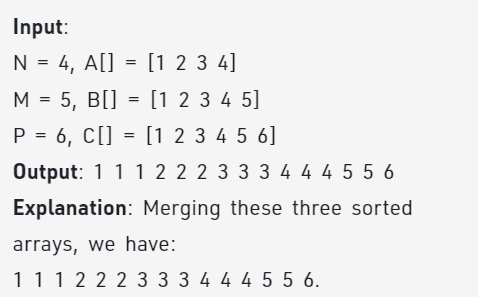 Input:
N = 4, A[] = [1 2 3 4]
M = 5, B[] = [1 2 3 4 5]
P = 6, C[] = [1 2 3 4 5 6]
Output: 1 1 1 2 2 2 3 3 3 4 4 4 5 5 6
Explanation: Merging these three sorted
arrays, we have:
1 1 1 2 2 2 3 3 3 4 4 4 5 5 6.